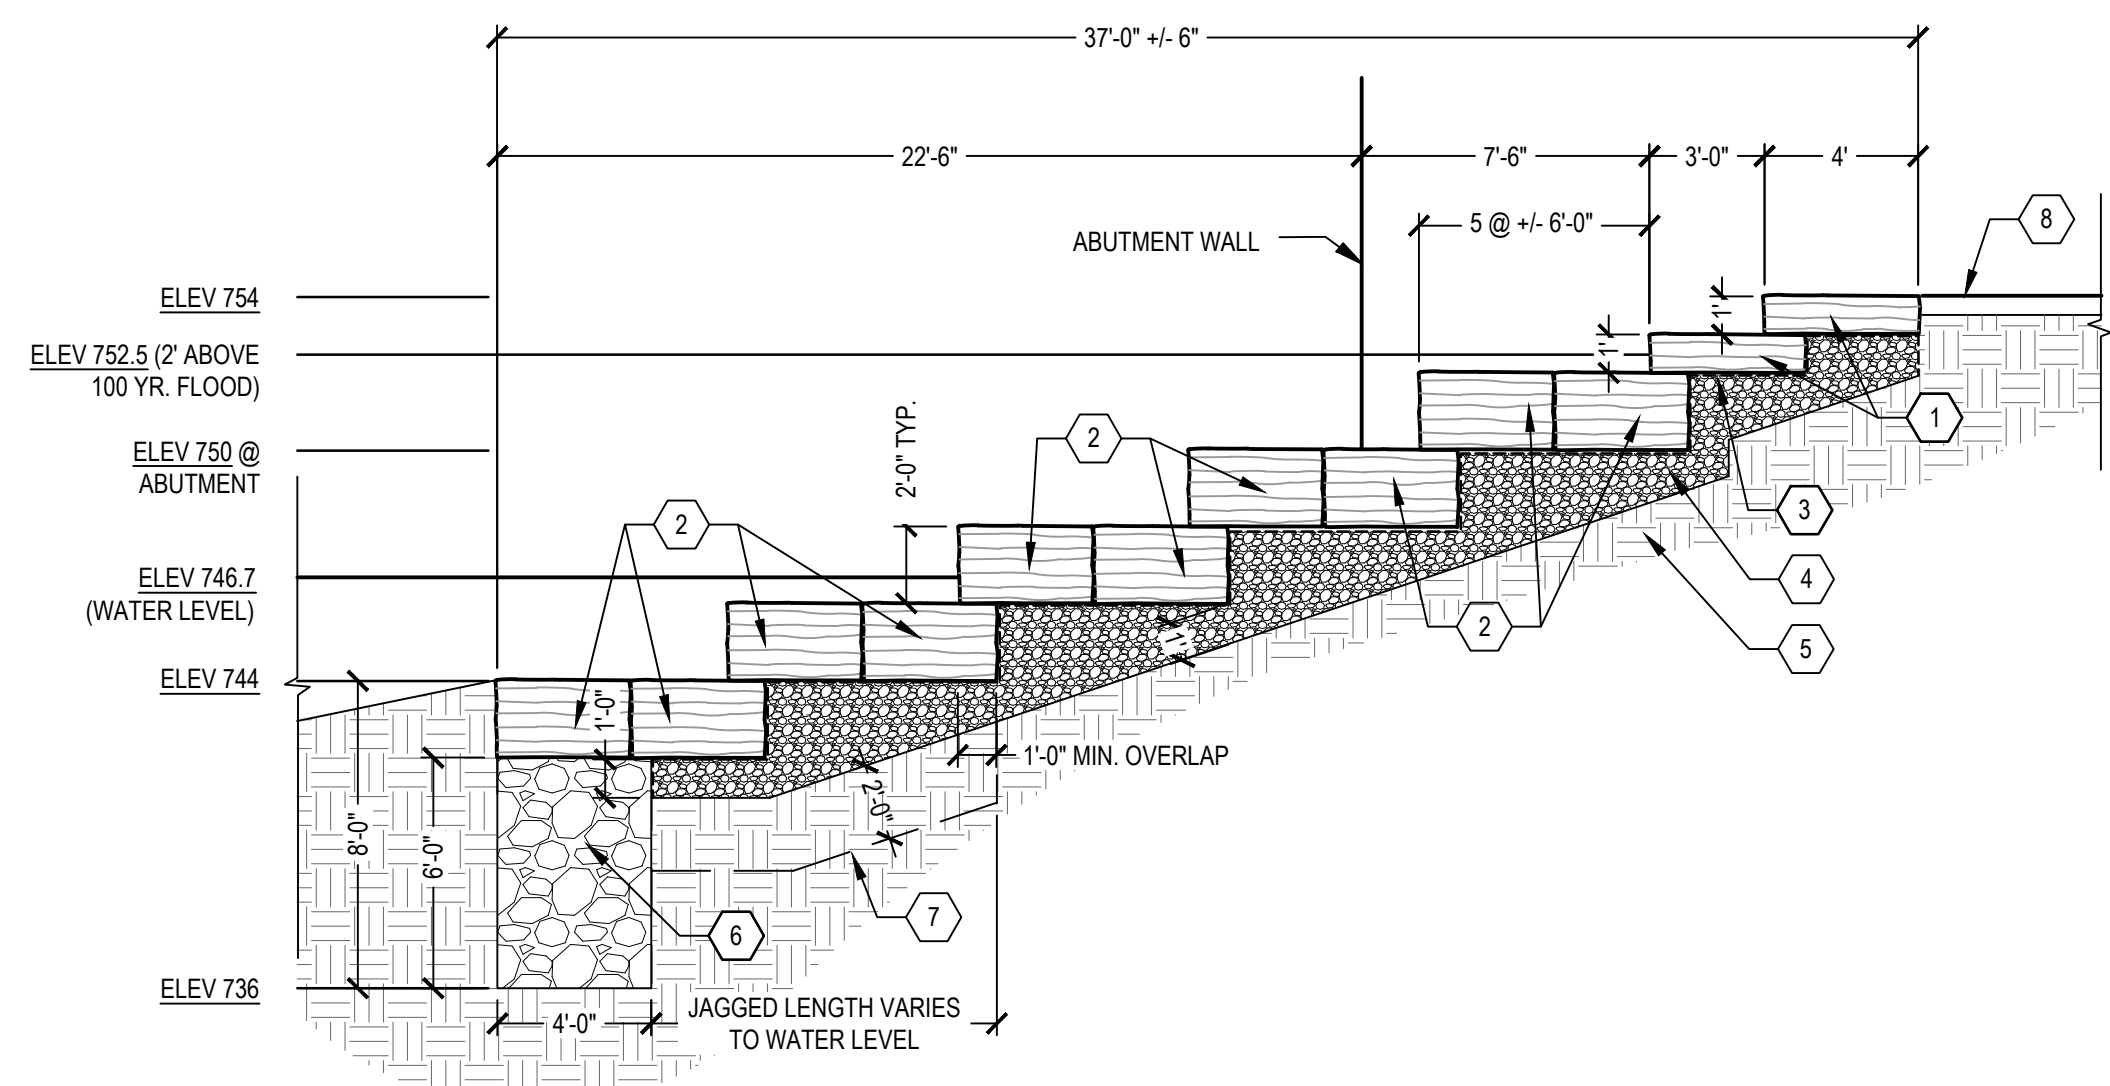 37'-0" +/- 6"
22'-6"
7'-6"
3'-0"
4'
5 @ +/- 6'-0"
8
ABUTMENT WALL
ELEV 754
1'
ELEV 752.5 (2' ABOVE
100 YR. FLOOD)
1'
1
2'-0" TYP.
2
ELEV 750 @
ABUTMENT
3
2
4
ELEV 746.7
(WATER LEVEL)
2
1'
5
ELEV 744
1'-0"
1'-0" MIN. OVERLAP
2'-0"
8'-0"
6'-0"
7
6
ELEV 736
JAGGED LENGTH VARIES
TO WATER LEVEL
4'-0"